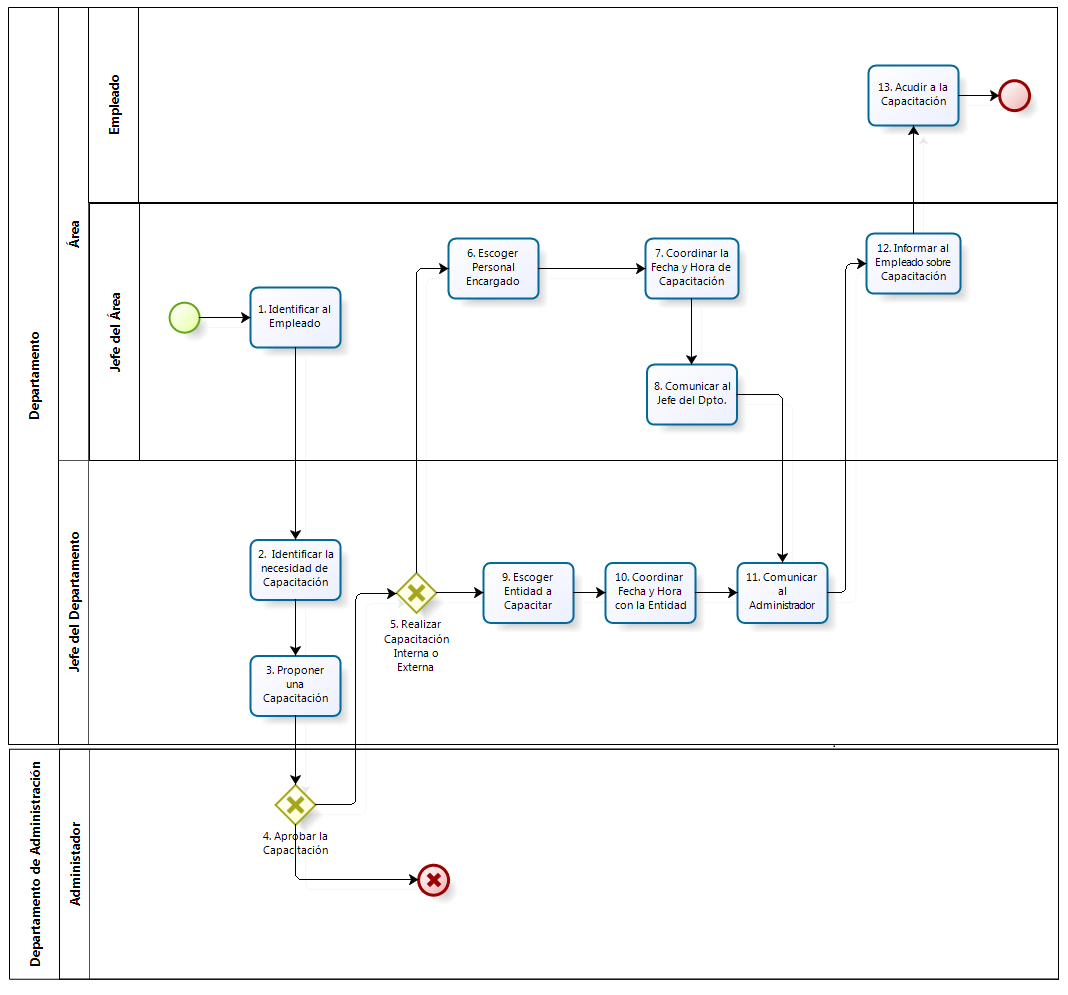 Departamento
Área
Empleado
13. Acudir a la
Capacitación
Jefe del Área
1. Identificar al
Empleado
6. Escoger
Personal
Encargado
7. Coordinar la
Fecha y Hora de
Capacitación
8. Comunicar al
Jefe del Dpto.
12. Informar al
Empleado sobre
Capacitación
Jefe del Departamento
2. Identificar la
necesidad de
Capacitación
3. Proponer
una
Capacitación
5. Realizar
Capacitación
Interna o
Externa
9. Escoger
Entidad a
Capacitar
10. Coordinar
Fecha y Hora
con la Entidad
11. Comunicar
al
Administrador
Departamento de Administración
Administador
4. Aprobar la
Capacitación